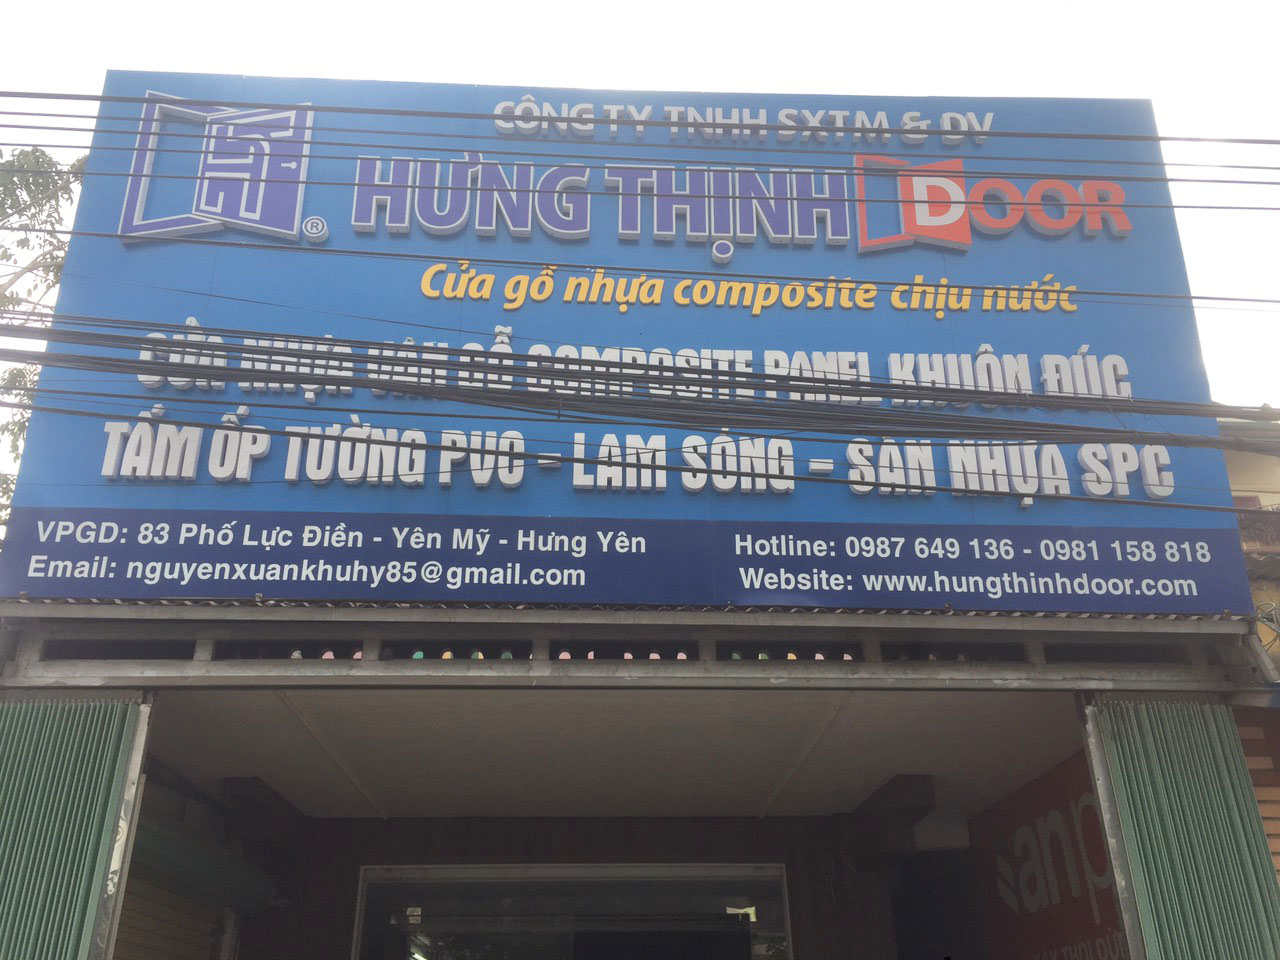 CÔNG TY TNHH SXTM & DV
®
HƯNG THỊNH DOOR
Cửa gỗ nhựa composite chịu nước
CỬA NHỰA VÂN GỖ COMPOSITE PANEL KHUÔN ĐÚC
TẤM ỐP TƯỜNG PVC - LAM SÓNG - SÀN NHỰA SPC
VPGD: 83 Phố Lực Điền - Yên Mỹ - Hưng Yên
Email: nguyenxuankhuhy85@gmail.com
Hotline: 0987 649 136 - 0981 158 818
Website: www.hungthinhdoor.com
anp